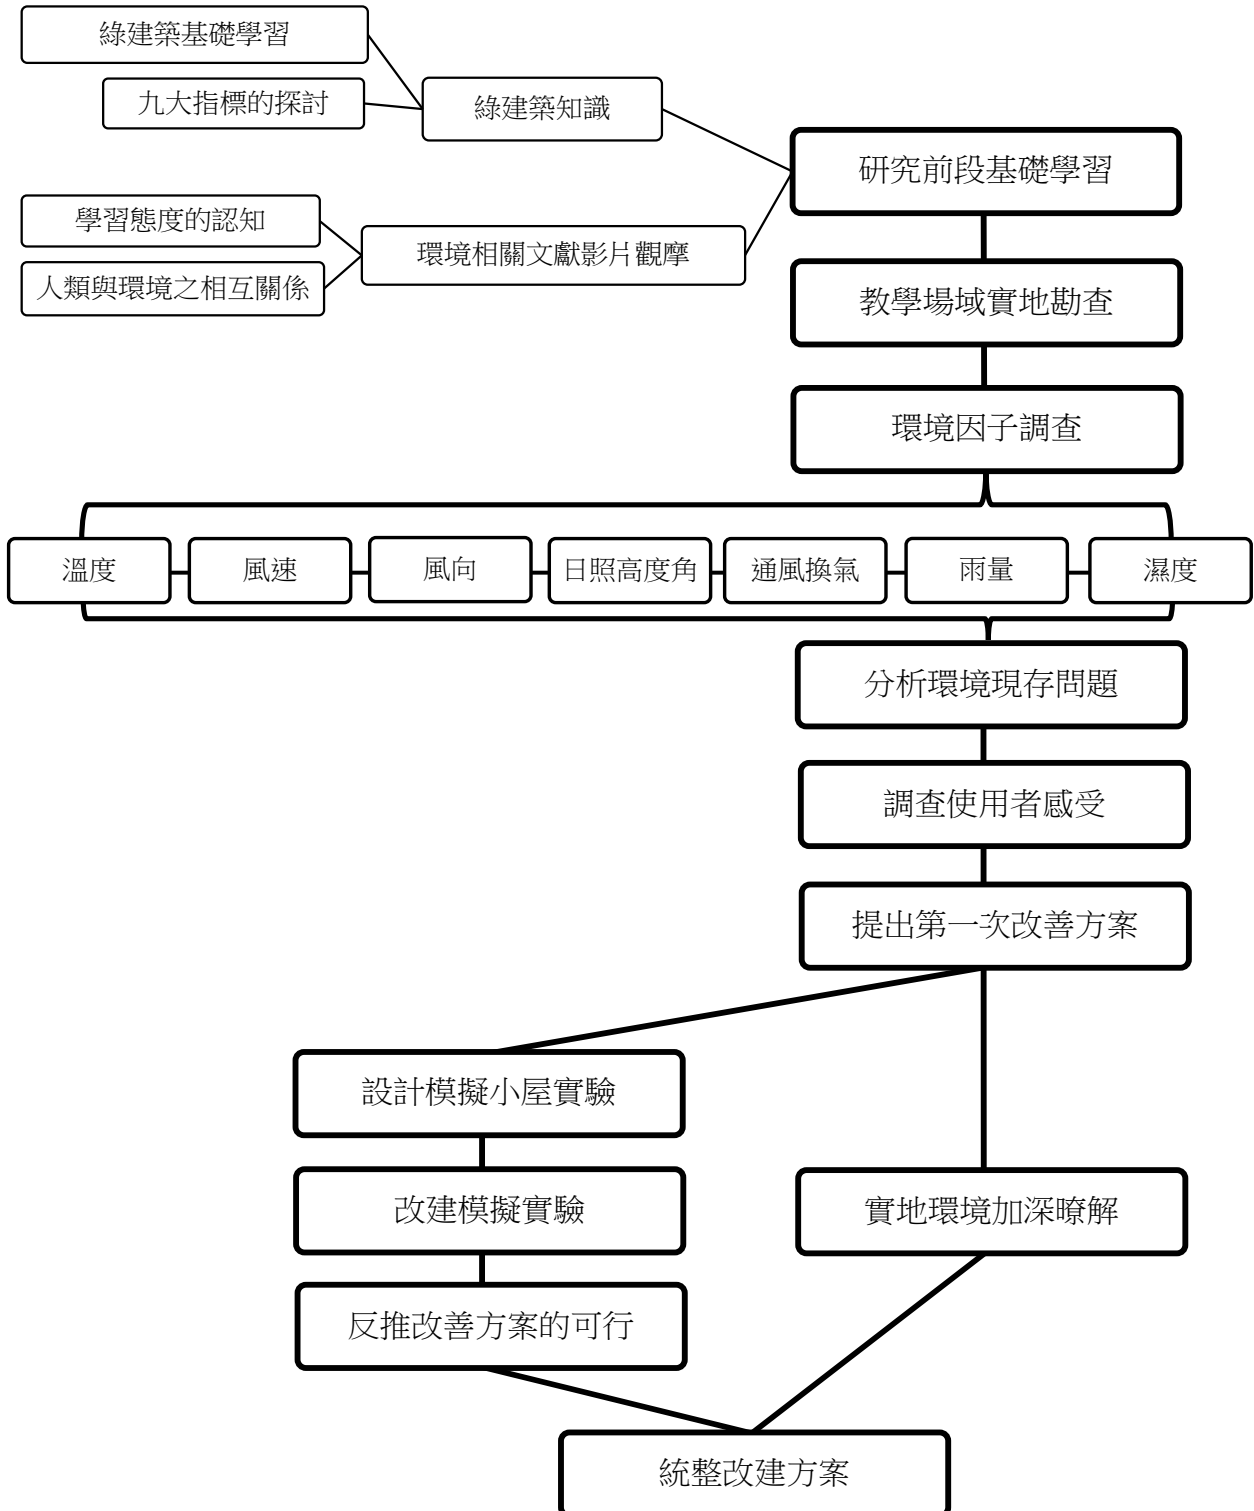 綠建築基礎學習
九大指標的探討
綠建築知識
研究前段基礎學習
學習態度的認知
環境相關文獻影片觀摩
人類與環境之相互關係
教學場域實地勘查
環境因子調查
溫度
風速
風向
日照高度角
通風換氣
雨量
濕度
分析環境現存問題
調查使用者感受
提出第一次改善方案
設計模擬小屋實驗
改建模擬實驗
實地環境加深暸解
反推改善方案的可行
統整改建方案